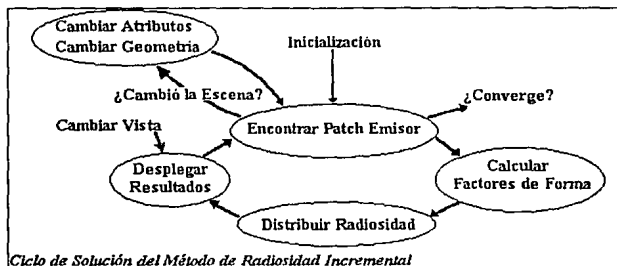 Cambiar Atributos
Cambiar Geometría
Inicialización
¿Cambió la Escena?
¿Converge?
Cambiar Vista
Encontrar Patch Emisor
Desplegar
Resultados
Calcular
Factores de Forma
Distribuir Radiosidad
Ciclo de Solución del Método de Radiosidad Incremental